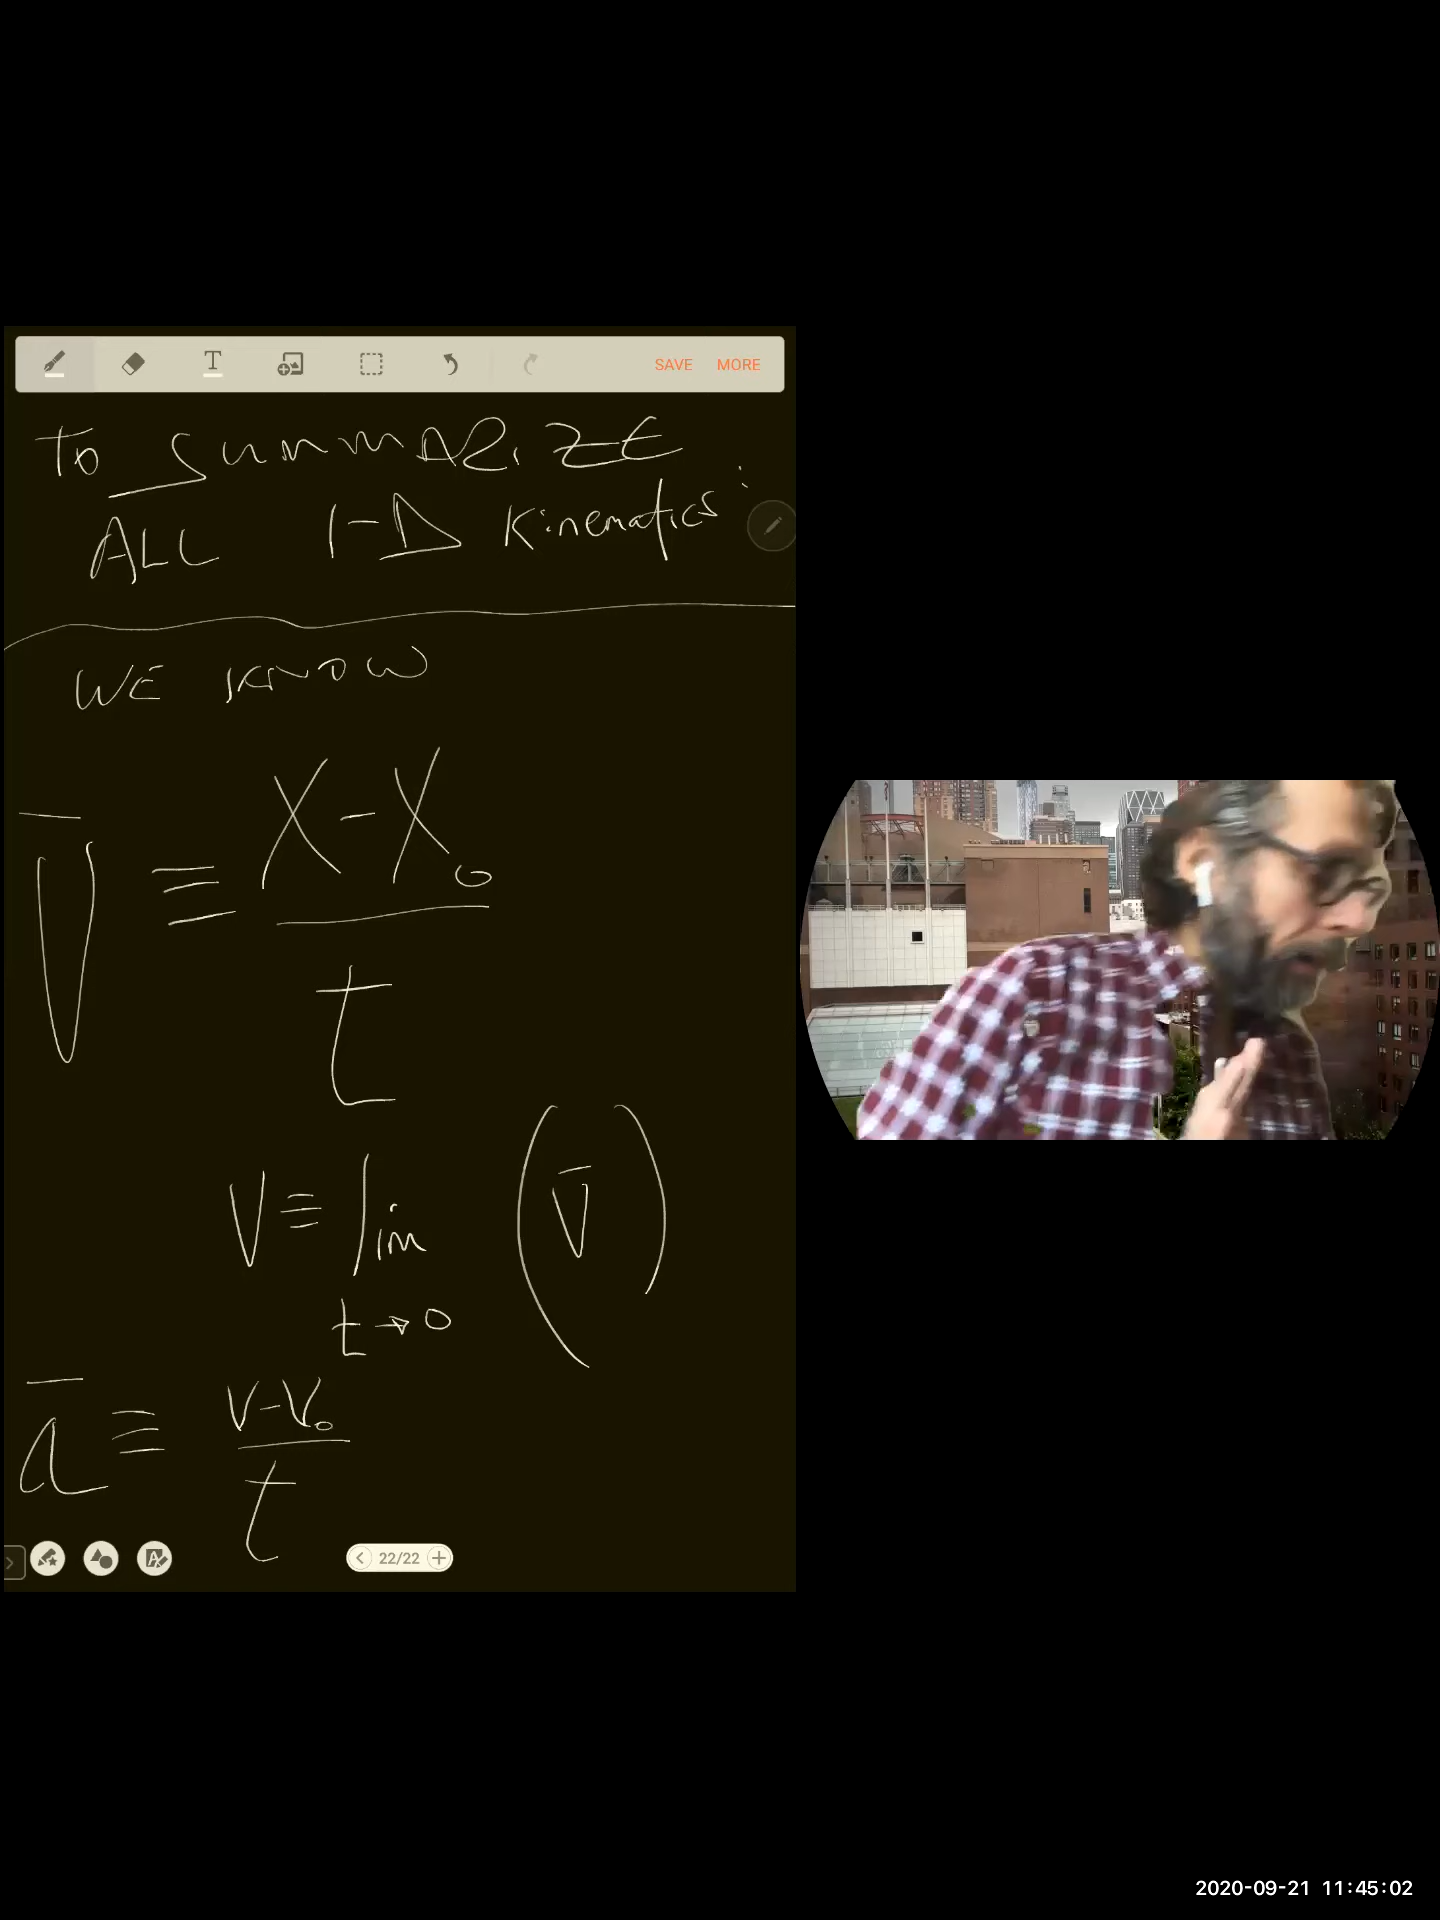 T
SAVE MORE
TO SUMMARIZE
ALL 1-D Kinematics:
WE KNOW
V̄ ≡ X-X₀
t
V ≡ lim (V̄)
t→0
ā ≡ V-V₀
t
A
22/22
2020-09-21 11:45:02